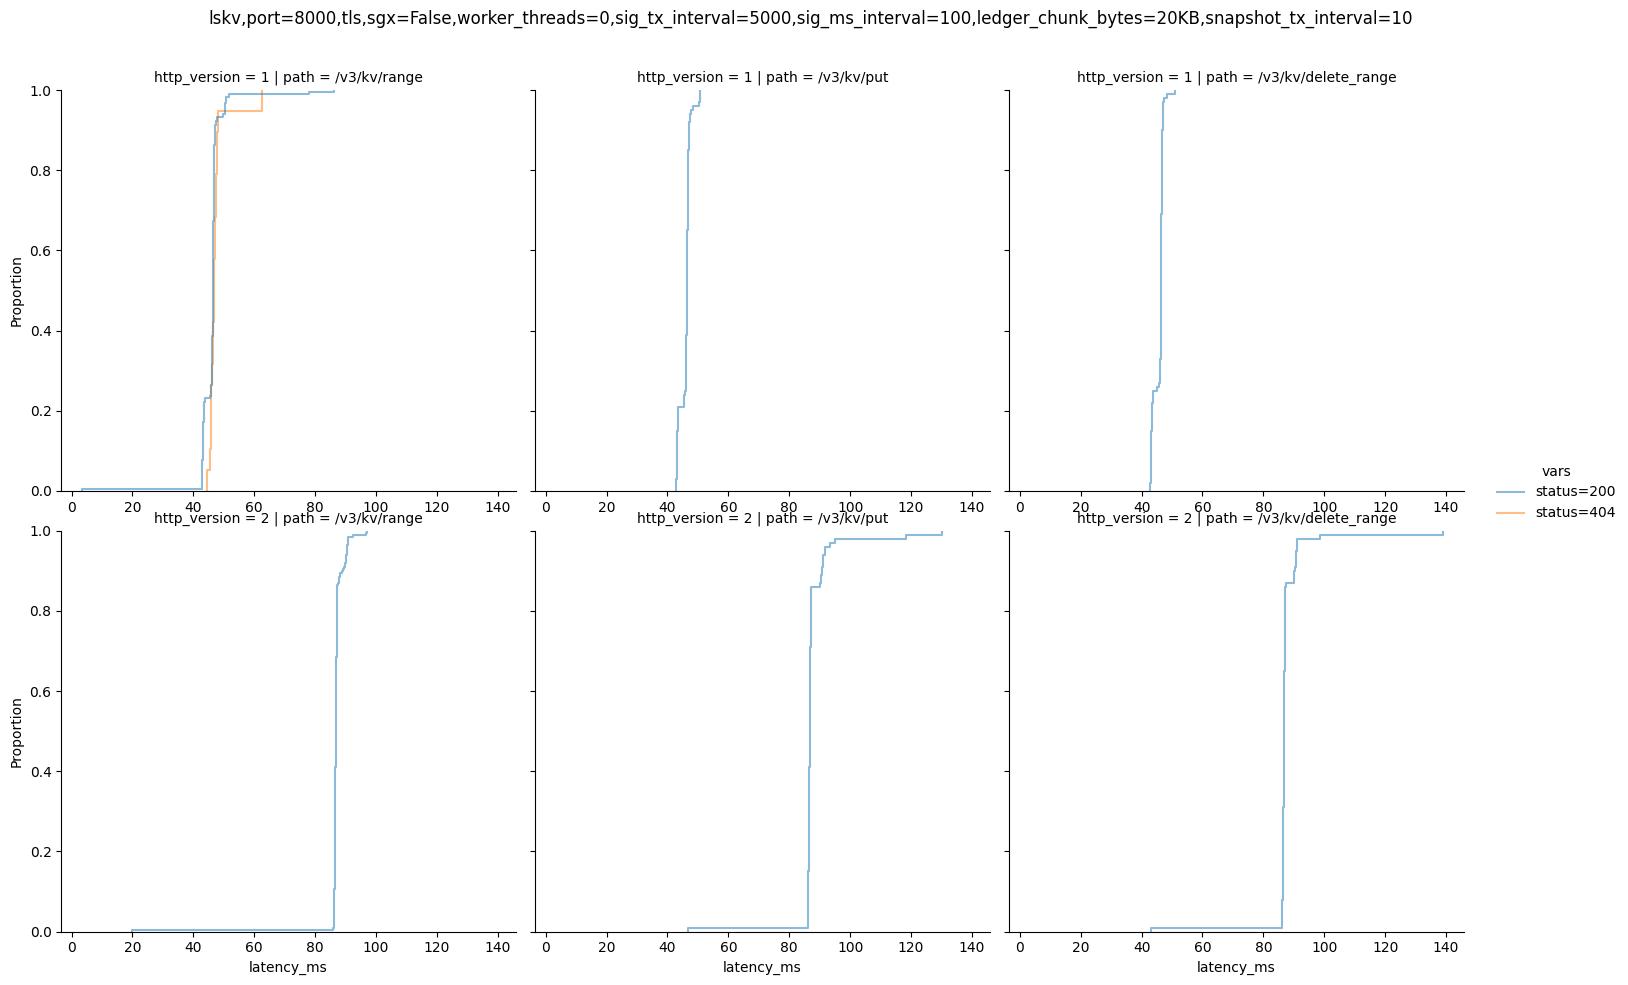 lskv,port=8000,tls,sgx=False,worker_threads=0,sig_tx_interval=5000,sig_ms_interval=100,ledger_chunk_bytes=20KB,snapshot_tx_interval=10
http_version = 1 | path = /v3/kv/range
http_version = 1 | path = /v3/kv/put
http_version = 1 | path = /v3/kv/delete_range
1.0
0.8
0.6
0.4
0.2
0.0
Proportion
0 20 40 60 80 100 120 140
0 20 40 60 80 100 120 140
0 20 40 60 80 100 120 140
vars
status=200
status=404
http_version = 2 | path = /v3/kv/range
http_version = 2 | path = /v3/kv/put
http_version = 2 | path = /v3/kv/delete_range
1.0
0.8
0.6
0.4
0.2
0.0
Proportion
0 20 40 60 80 100 120 140
0 20 40 60 80 100 120 140
0 20 40 60 80 100 120 140
latency_ms
latency_ms
latency_ms